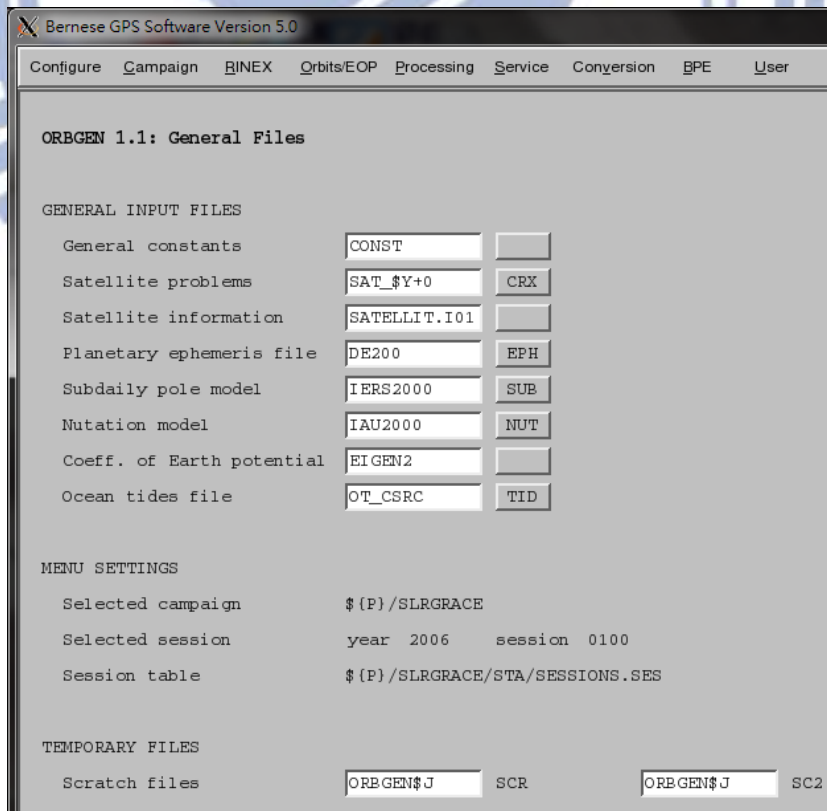 Bernese GPS Software Version 5.0
Configure Campaign RINEX Orbits/EOP Processing Service Conversion BPE User
ORBGEN 1.1: General Files
GENERAL INPUT FILES
General constants CONST
Satellite problems SAT_$Y+0 CRX
Satellite information SATELLIT.I01
Planetary ephemeris file DE200 EPH
Subdaily pole model IERS2000 SUB
Nutation model IAU2000 NUT
Coeff. of Earth potential EIGEN2
Ocean tides file OT_CSRC TID
MENU SETTINGS
Selected campaign ${P}/SLRGRACE
Selected session year 2006 session 0100
Session table ${P}/SLRGRACE/STA/SESSIONS.SES
TEMPORARY FILES
Scratch files ORBGEN$J SCR ORBGEN$J SC2